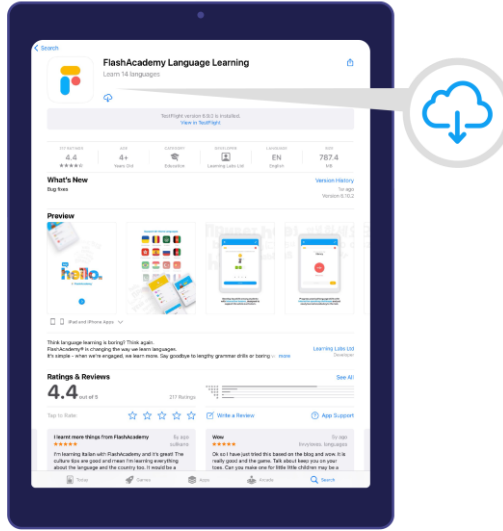 Search
FlashAcademy Language Learning
Learn 14 languages
View in TestFlight
4.4
4+
EN
787.4
Years Old
Education
Learning Labs Ltd
English
MB
What's New
Version History
Bug fixes
1yr ago
Preview
hello.
iPad and iPhone Apps
Think language learning is boring? Think again.
FlashAcademy® is changing the way we learn languages.
It's simple – when we're engaged, we learn more. Say goodbye to lengthy grammar drills or boring
more
Learning Labs Ltd
Developer
Ratings & Reviews
See All
4.4 out of 5
217 Ratings
Tap to Rate:
Write a Review
App Support
I learnt more things from FlashAcademy
I'm learning Italian with FlashAcademy and it's great! The
culture tips are good and mean I'm learning everything
about the language and the country too. It would be a
Wow
Ok so I have just tried this based on the blog and wow. It is
really good and the game. Talk about keep you on your
toes. Can you make one for little little children may be a
Today
Games
Apps
Arcade
Search